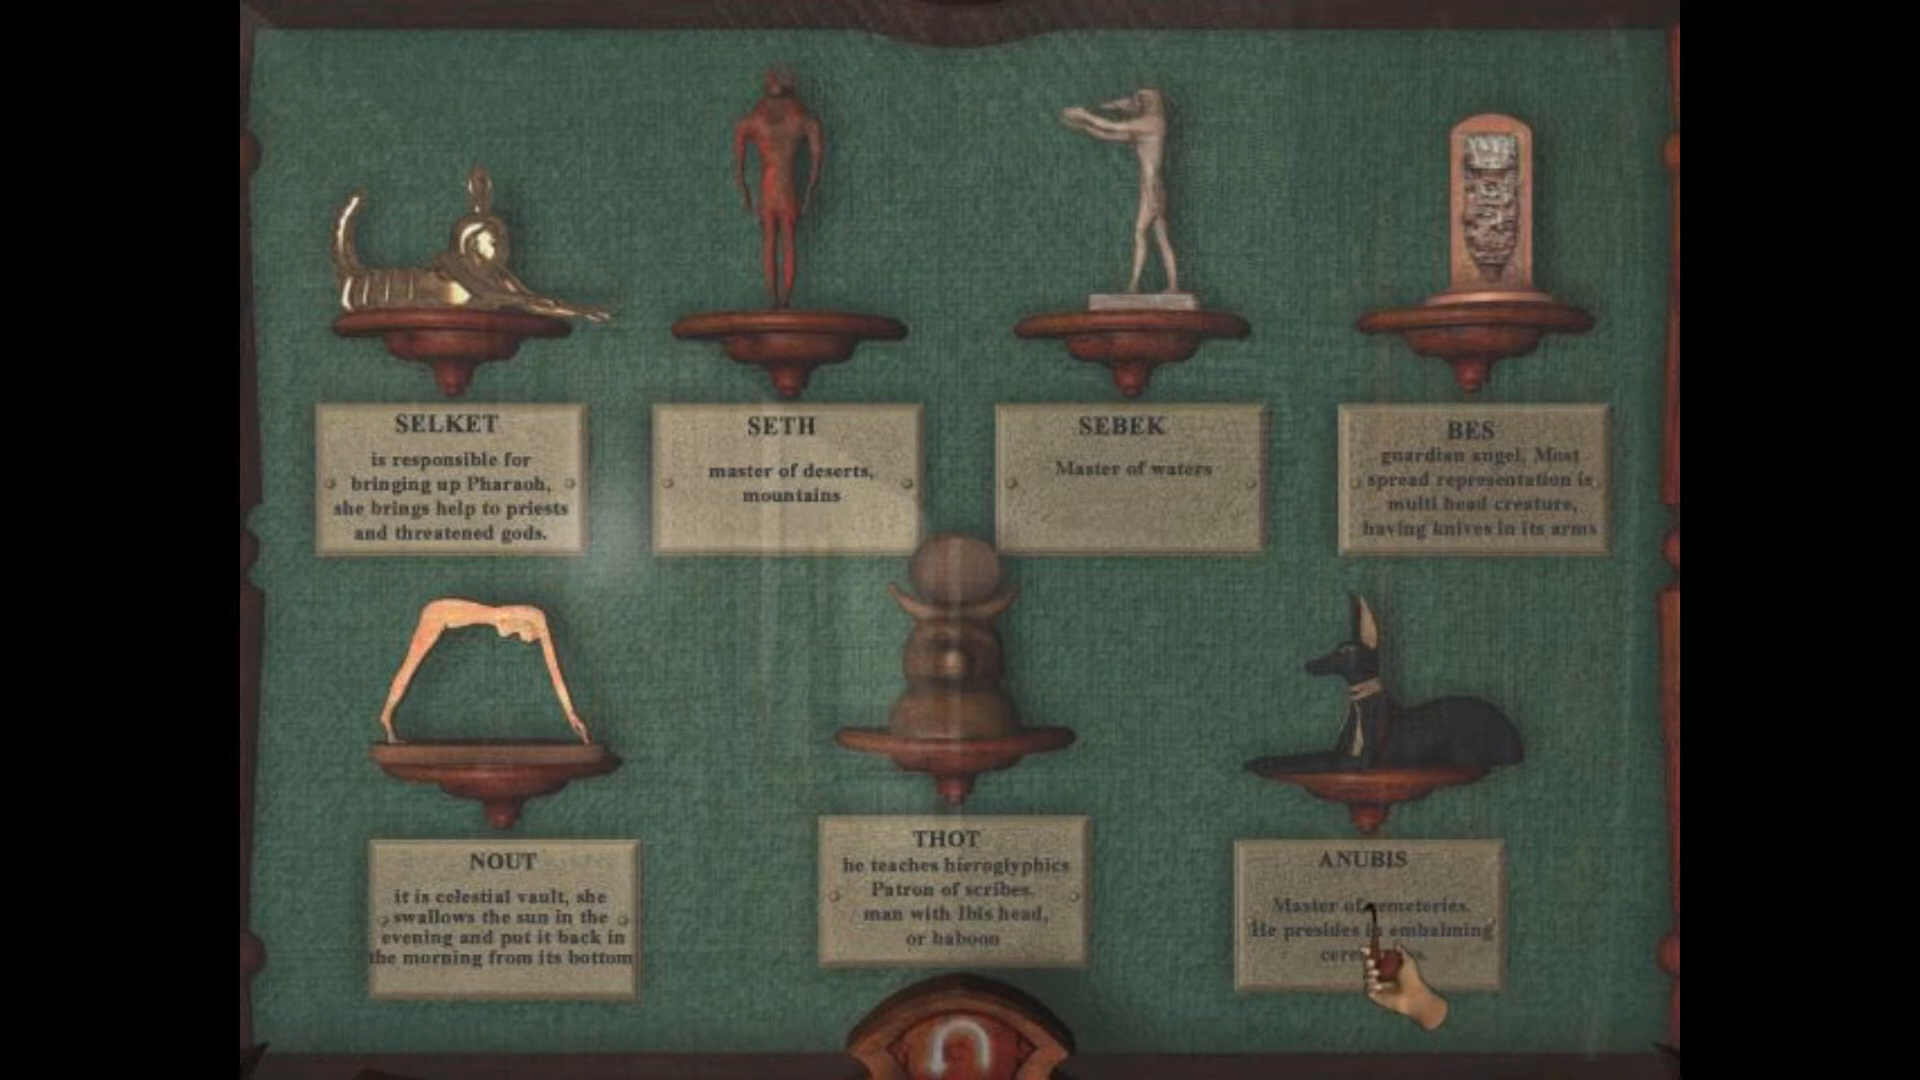 SELKET
is responsible for
bringing up Pharaoh,
she brings help to priests
and threatened gods.
SETH
master of deserts,
mountains
SEBEK
Master of waters
BES
guardian angel. Most
spread representation is
multi head creature,
having knives in its arms
NOUT
it is celestial vault, she
swallows the sun in the
evening and put it back in
the morning from its bottom
THOT
he teaches hieroglyphics
Patron of scribes.
man with Ibis head,
or baboon
ANUBIS
Master of cemeteries.
He presides in embalming